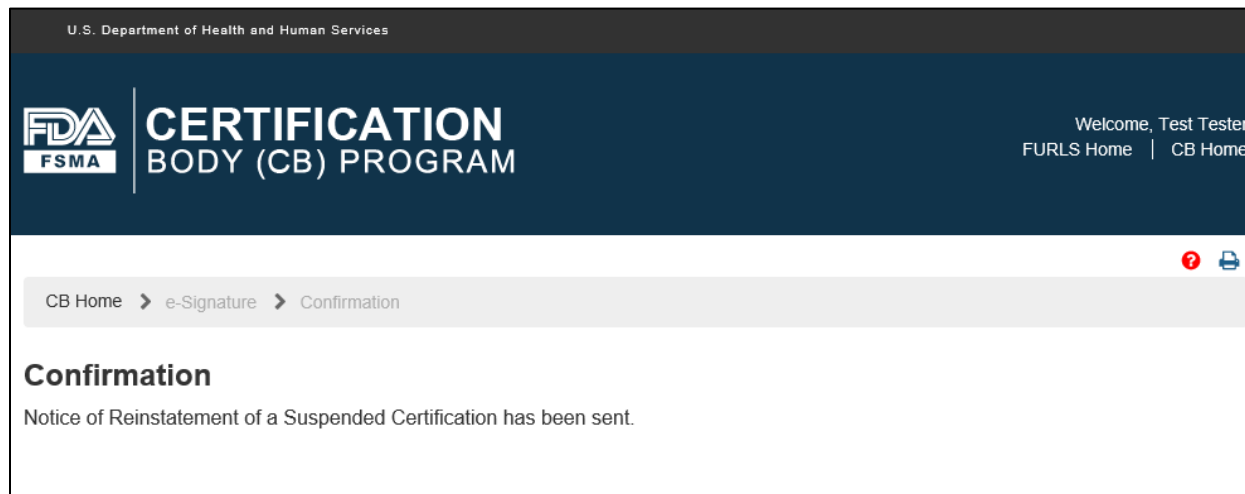 U.S. Department of Health and Human Services
FDA
FSMA
CERTIFICATION
BODY (CB) PROGRAM
Welcome, Test Tester
FURLS Home | CB Home
?
CB Home > e-Signature > Confirmation
Confirmation
Notice of Reinstatement of a Suspended Certification has been sent.